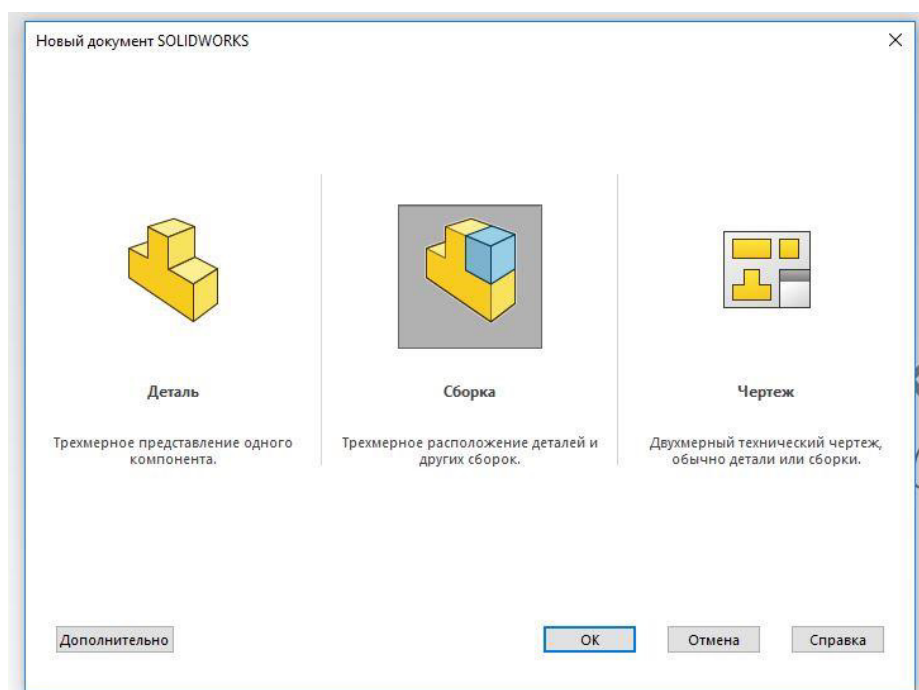 Новый документ SOLIDWORKS
Деталь
Трехмерное представление одного
компонента.
Сборка
Трехмерное расположение деталей и
других сборок.
Чертеж
Двухмерный технический чертеж,
обычно детали или сборки.
Дополнительно
ОК
Отмена
Справка